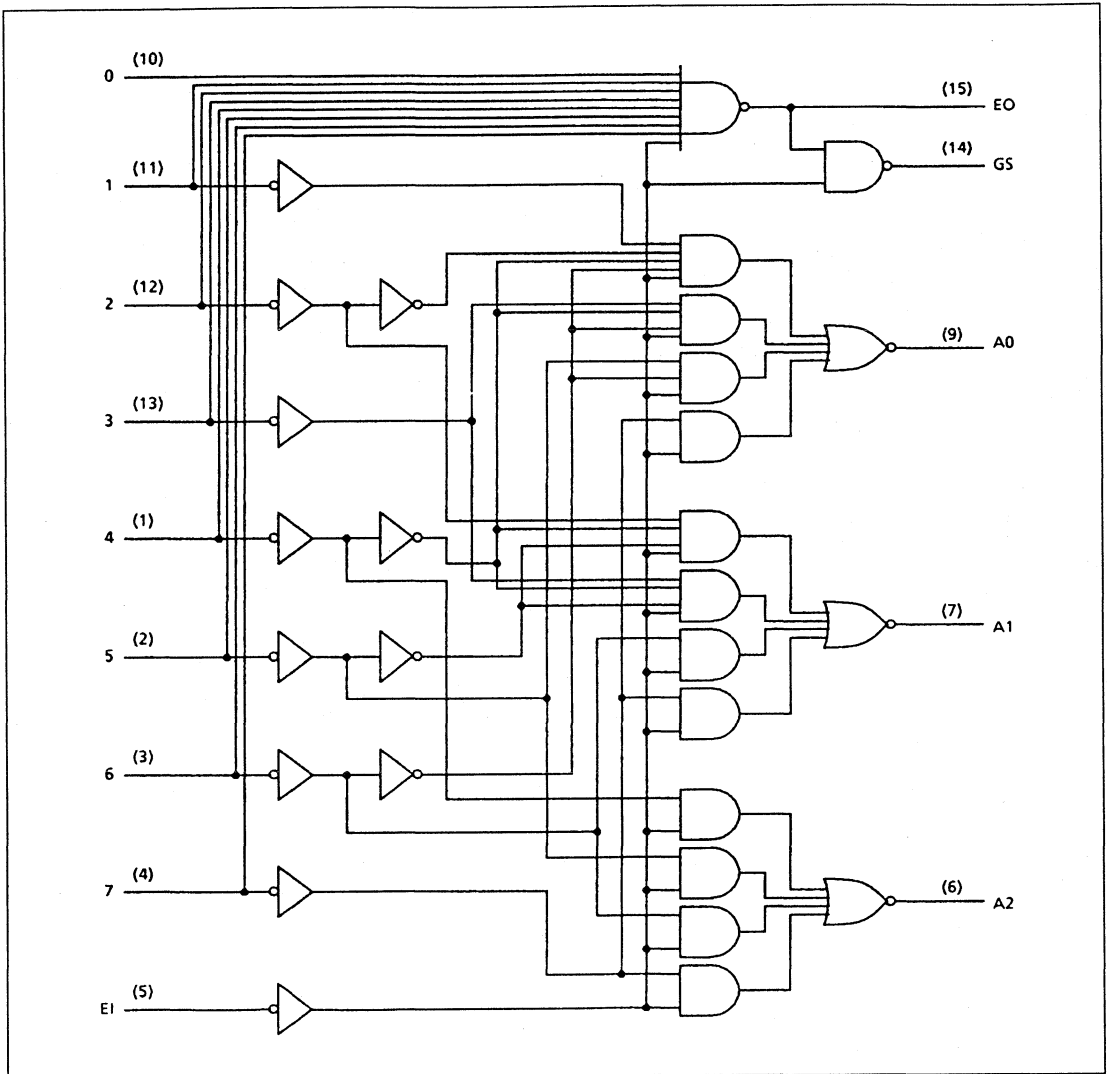 0 (10)
(15) EO
(14) GS
1 (11)
2 (12)
(9) A0
3 (13)
4 (1)
(7) A1
5 (2)
6 (3)
7 (4)
(6) A2
EI (5)